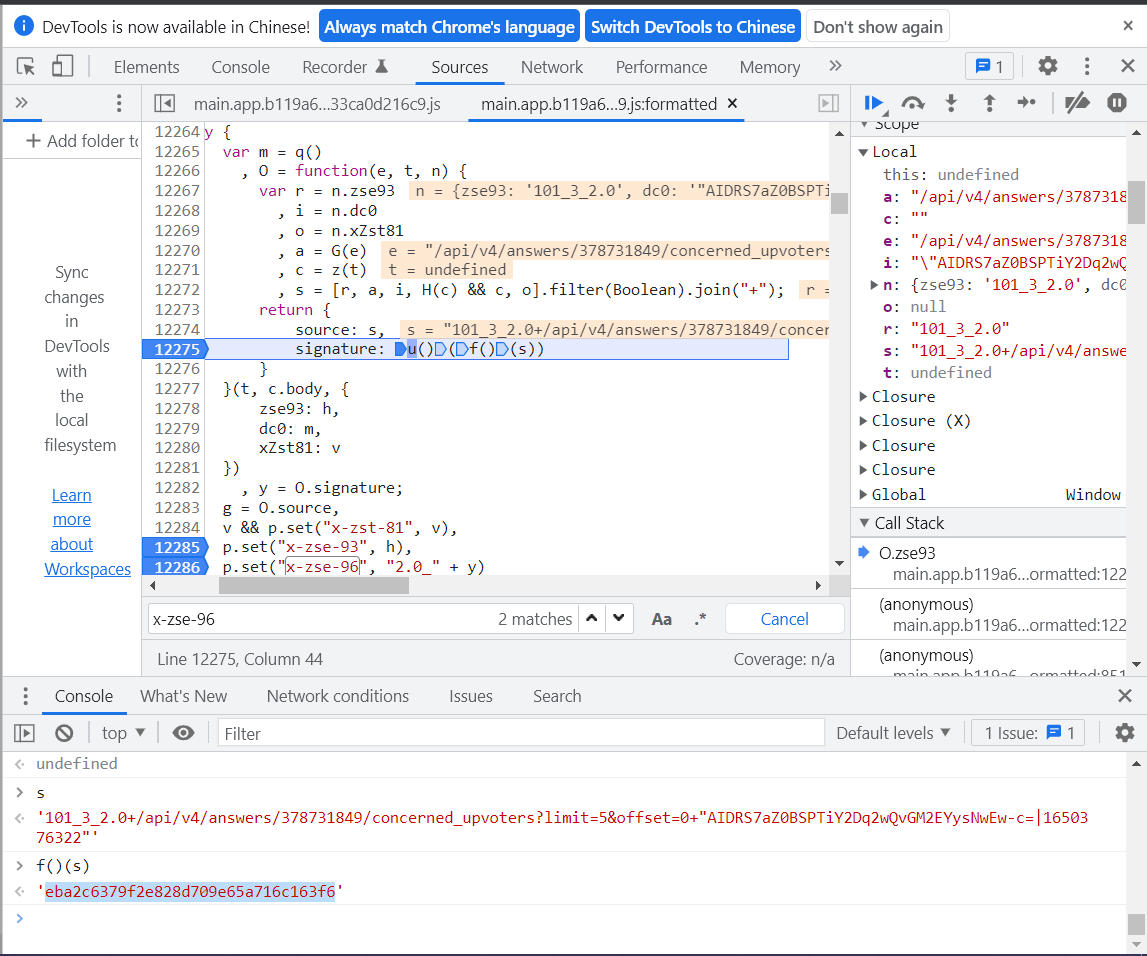 DevTools is now available in Chinese! Always match Chrome's language Switch DevTools to Chinese Don't show again ×
Elements Console Recorder Sources Network Performance Memory » 1
» main.app.b119a6...33ca0d216c9.js main.app.b119a6...9.js:formatted ×
+ Add folder to
Sync
changes
in
DevTools
with
the
local
filesystem
Learn
more
about
Workspaces
12264 y {
12265 var m = q()
12266 , O = function(e, t, n) {
12267 var r = n.zse93 n = {zse93: '101_3_2.0', dc0: '"AIDRS7aZ0BSPTi
12268 , i = n.dc0
12269 , o = n.xZst81
12270 , a = G(e) e = "/api/v4/answers/378731849/concerned_upvoters
12271 , c = z(t) t = undefined
12272 , s = [r, a, i, H(c) && c, o].filter(Boolean).join("+"); r =
12273 return {
12274 source: s, s = "101_3_2.0+/api/v4/answers/378731849/concer
12275 signature: u()(f()(s))
12276 }
12277 }(t, c.body, {
12278 zse93: h,
12279 dc0: m,
12280 xZst81: v
12281 })
12282 , y = O.signature;
12283 g = O.source,
12284 v && p.set("x-zst-81", v),
12285 p.set("x-zse-93", h),
12286 p.set("x-zse-96", "2.0_" + y)
x-zse-96 2 matches Aa .* Cancel
Line 12275, Column 44 Coverage: n/a
Scope
Local
this: undefined
a: "/api/v4/answers/3787318
c: ""
e: "/api/v4/answers/3787318
i: "\"AIDRS7aZ0BSPTiY2Dq2wQ
n: {zse93: '101_3_2.0', dc0
o: null
r: "101_3_2.0"
s: "101_3_2.0+/api/v4/answe
t: undefined
Closure
Closure (X)
Closure
Closure
Global Window
Call Stack
O.zse93
main.app.b119a6...ormatted:122
(anonymous)
main.app.b119a6...ormatted:122
(anonymous)
main.app.b119a6...ormatted:851
Console What's New Network conditions Issues Search
top Filter Default levels 1 Issue: 1
undefined
> s
'101_3_2.0+/api/v4/answers/378731849/concerned_upvoters?limit=5&offset=0+"AIDRS7aZ0BSPTiY2Dq2wQvGM2EYysNwEw-c=|16503
76322"'
> f()(s)
'eba2c6379f2e828d709e65a716c163f6'
>